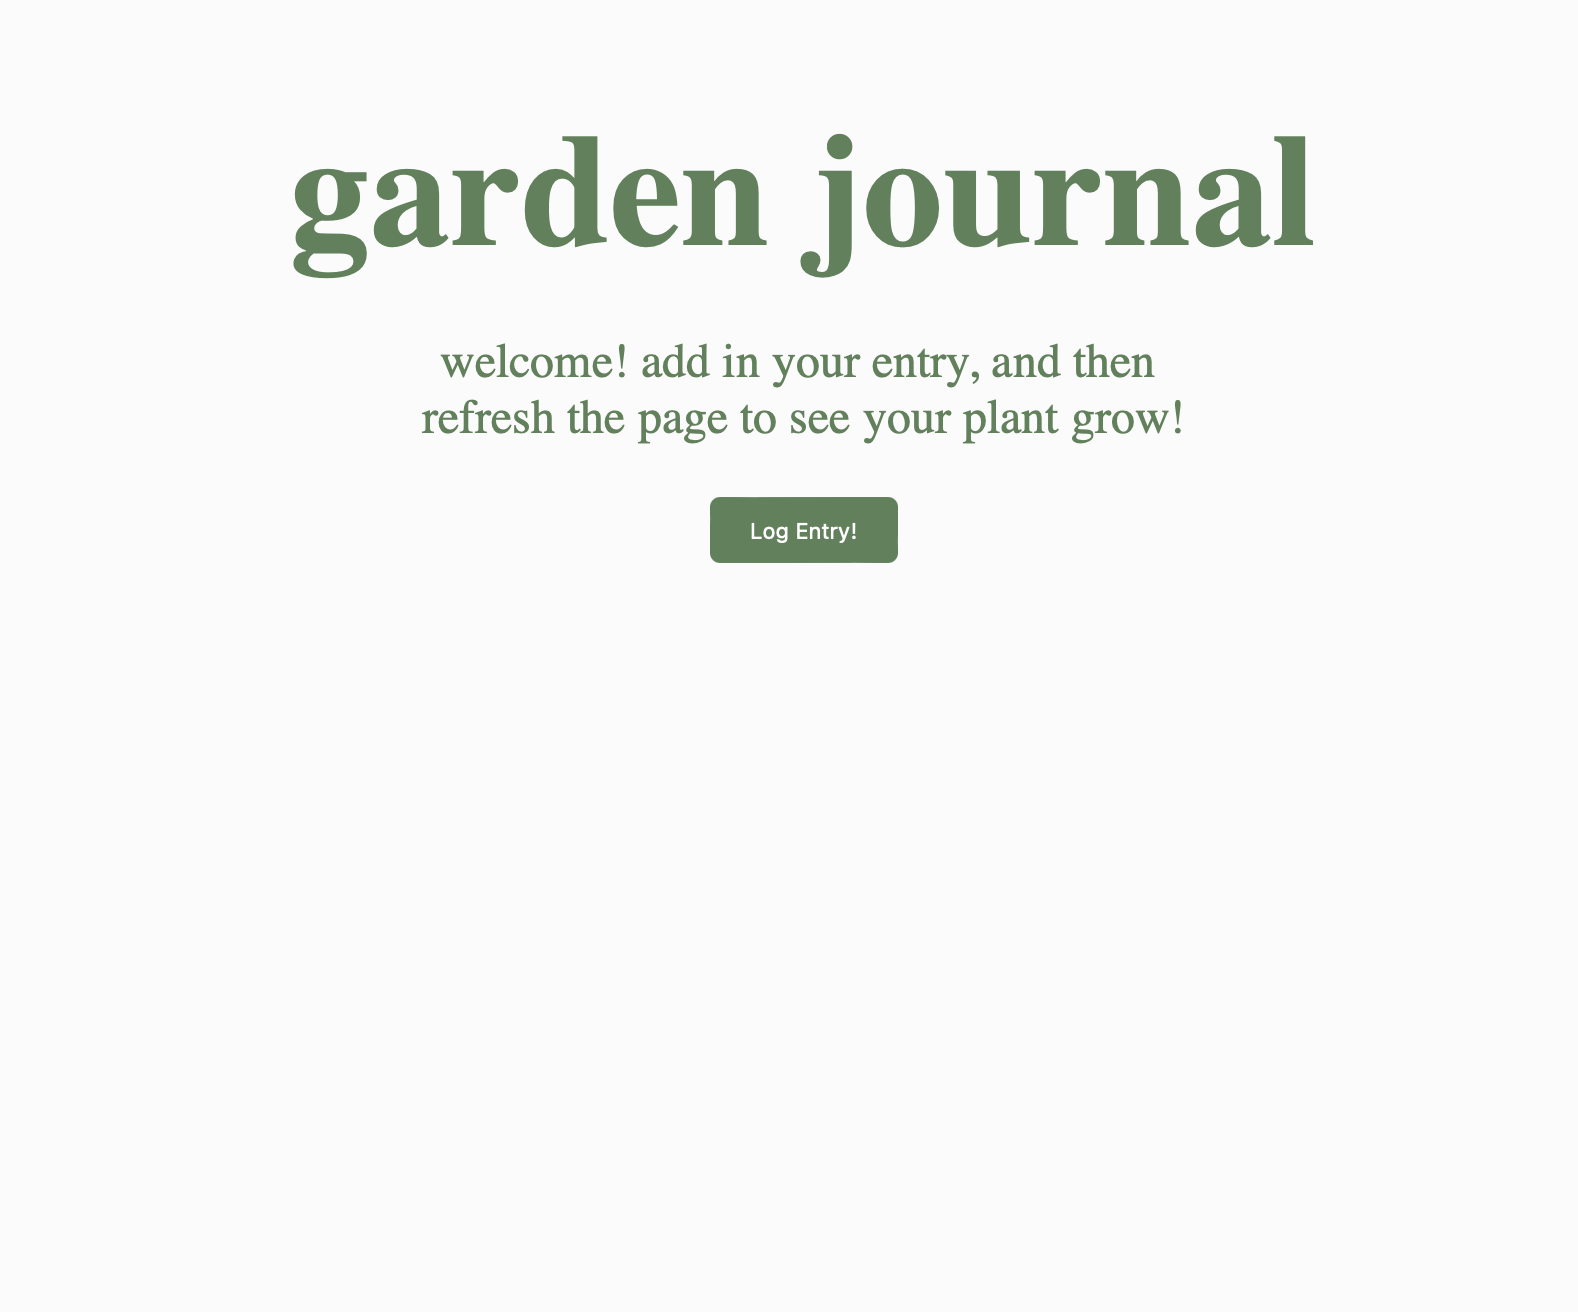 garden journal
welcome! add in your entry, and then
refresh the page to see your plant grow!
Log Entry!